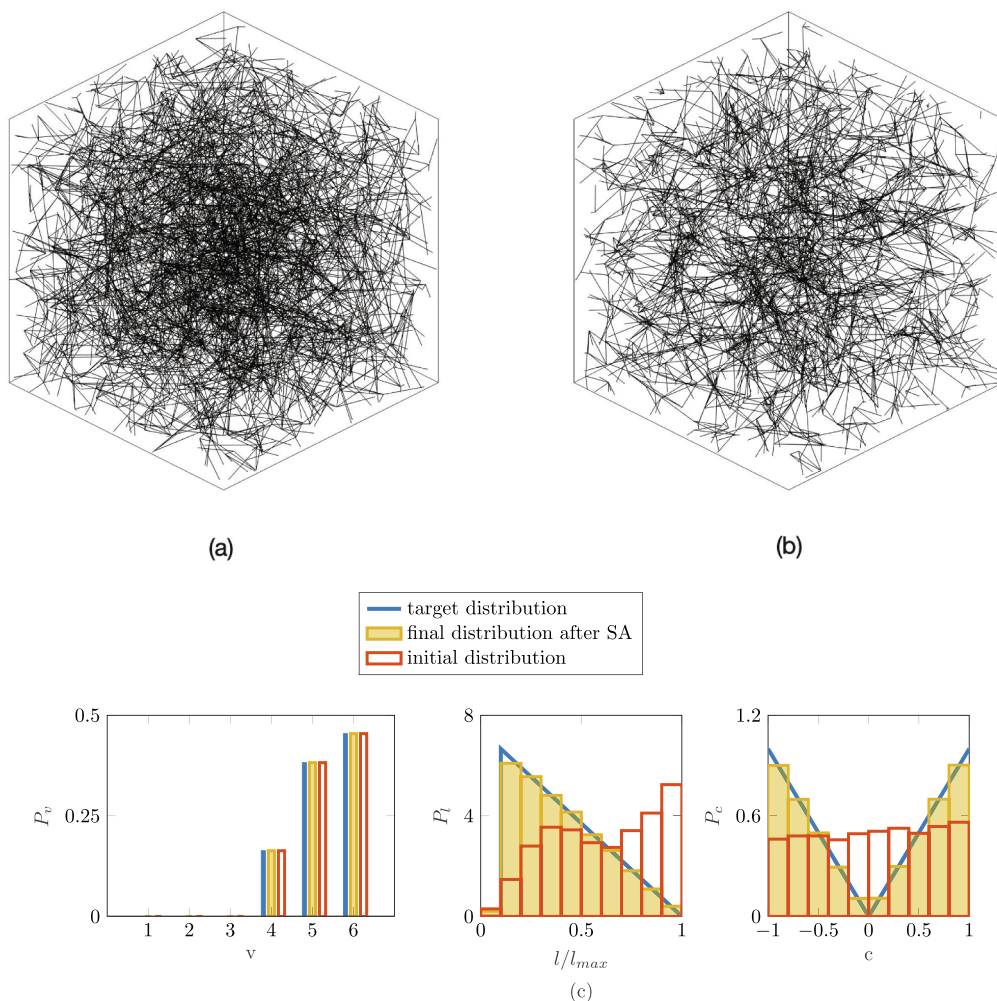 (a)
(b)
target distribution
final distribution after SA
initial distribution
0.5
0.25
0
P_v
1 2 3 4 5 6
v
8
4
0
P_l
0 0.5 1
l/l_{max}
1.2
0.6
0
P_c
−1 −0.5 0 0.5 1
c
(c)